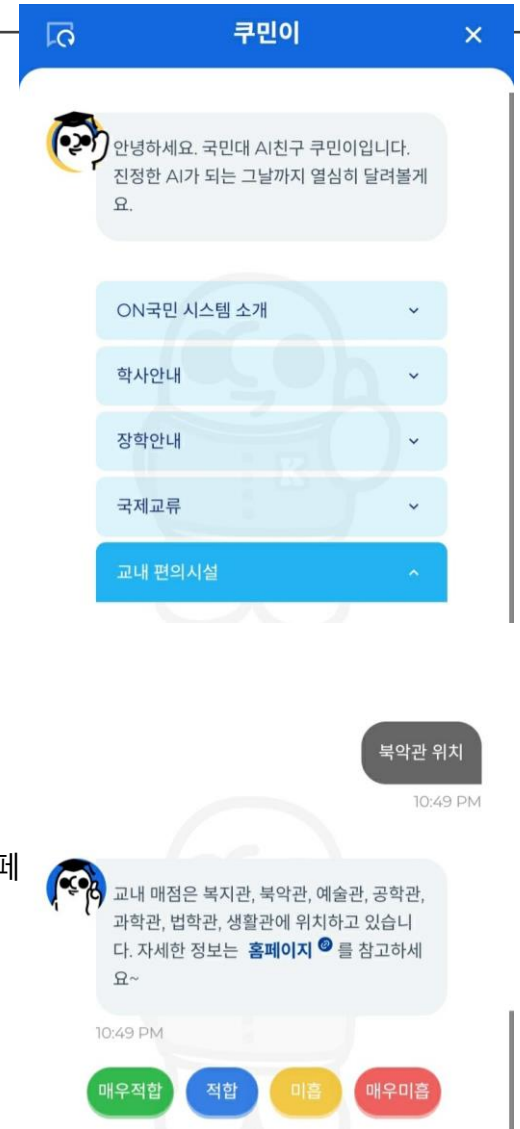 쿠민이
안녕하세요. 국민대 AI친구 쿠민이입니다.
진정한 AI가 되는 그날까지 열심히 달려볼게
요.
ON국민 시스템 소개
학사안내
장학안내
국제교류
교내 편의시설
북악관 위치
10:49 PM
페
교내 매점은 복지관, 북악관, 예술관, 공학관,
과학관, 법학관, 생활관에 위치하고 있습니
다. 자세한 정보는 홈페이지 를 참고하세
요~
10:49 PM
매우적합 적합 미흡 매우미흡